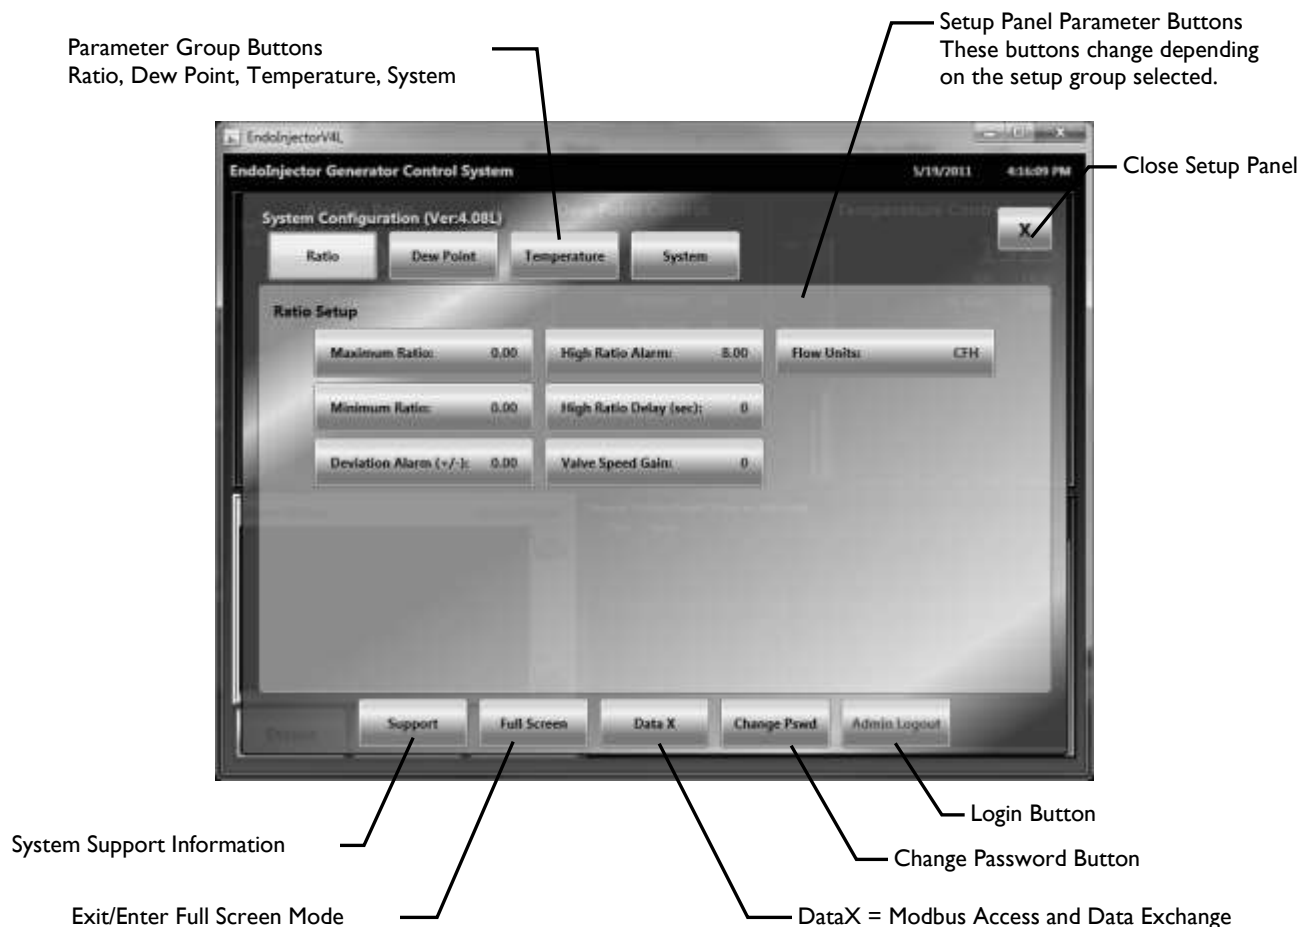 Setup Panel Parameter Buttons
These buttons change depending
on the setup group selected.
Parameter Group Buttons
Ratio, Dew Point, Temperature, System
EndoInjectorV4L
EndoInjector Generator Control System 5/19/2011 4:16:09 PM
Close Setup Panel
System Configuration (Ver:4.08L)
X
Ratio Dew Point Temperature System
Ratio Setup
Maximum Ratio: 0.00 High Ratio Alarm: 8.00 Flow Units: CFH
Minimum Ratio: 0.00 High Ratio Delay (sec): 0
Deviation Alarm (+/-): 0.00 Valve Speed Gain: 0
Support Full Screen Data X Change Pswd Admin Logout
Login Button
System Support Information
Change Password Button
Exit/Enter Full Screen Mode
DataX = Modbus Access and Data Exchange